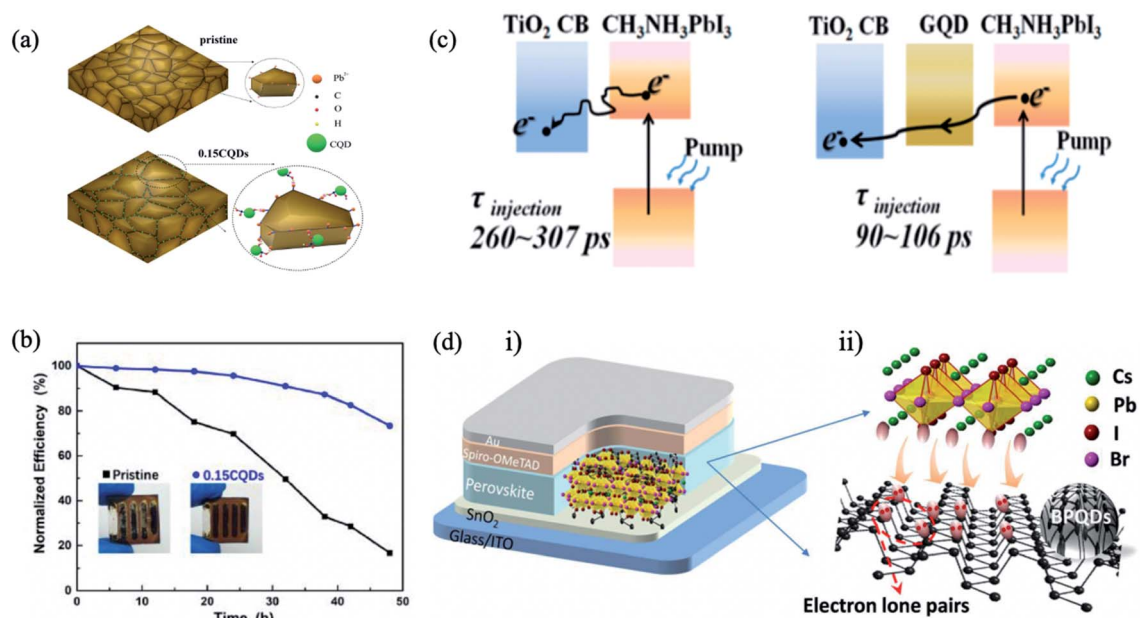 (a)
pristine
Pb²⁺
C
O
H
CQD
0.15CQDs
(c)
TiO₂ CB CH₃NH₃PbI₃
e⁻
e⁻
Pump
τ injection
260~307 ps
TiO₂ CB GQD CH₃NH₃PbI₃
e⁻
e⁻
Pump
τ injection
90~106 ps
(b)
Normalized Efficiency (%)
100
80
60
40
20
0
Pristine 0.15CQDs
0 10 20 30 40 50
Time (h)
(d) i)
Au
Spiro-OMeTAD
Perovskite
SnO₂
Glass/ITO
ii)
Cs
Pb
I
Br
BPQDs
Electron lone pairs